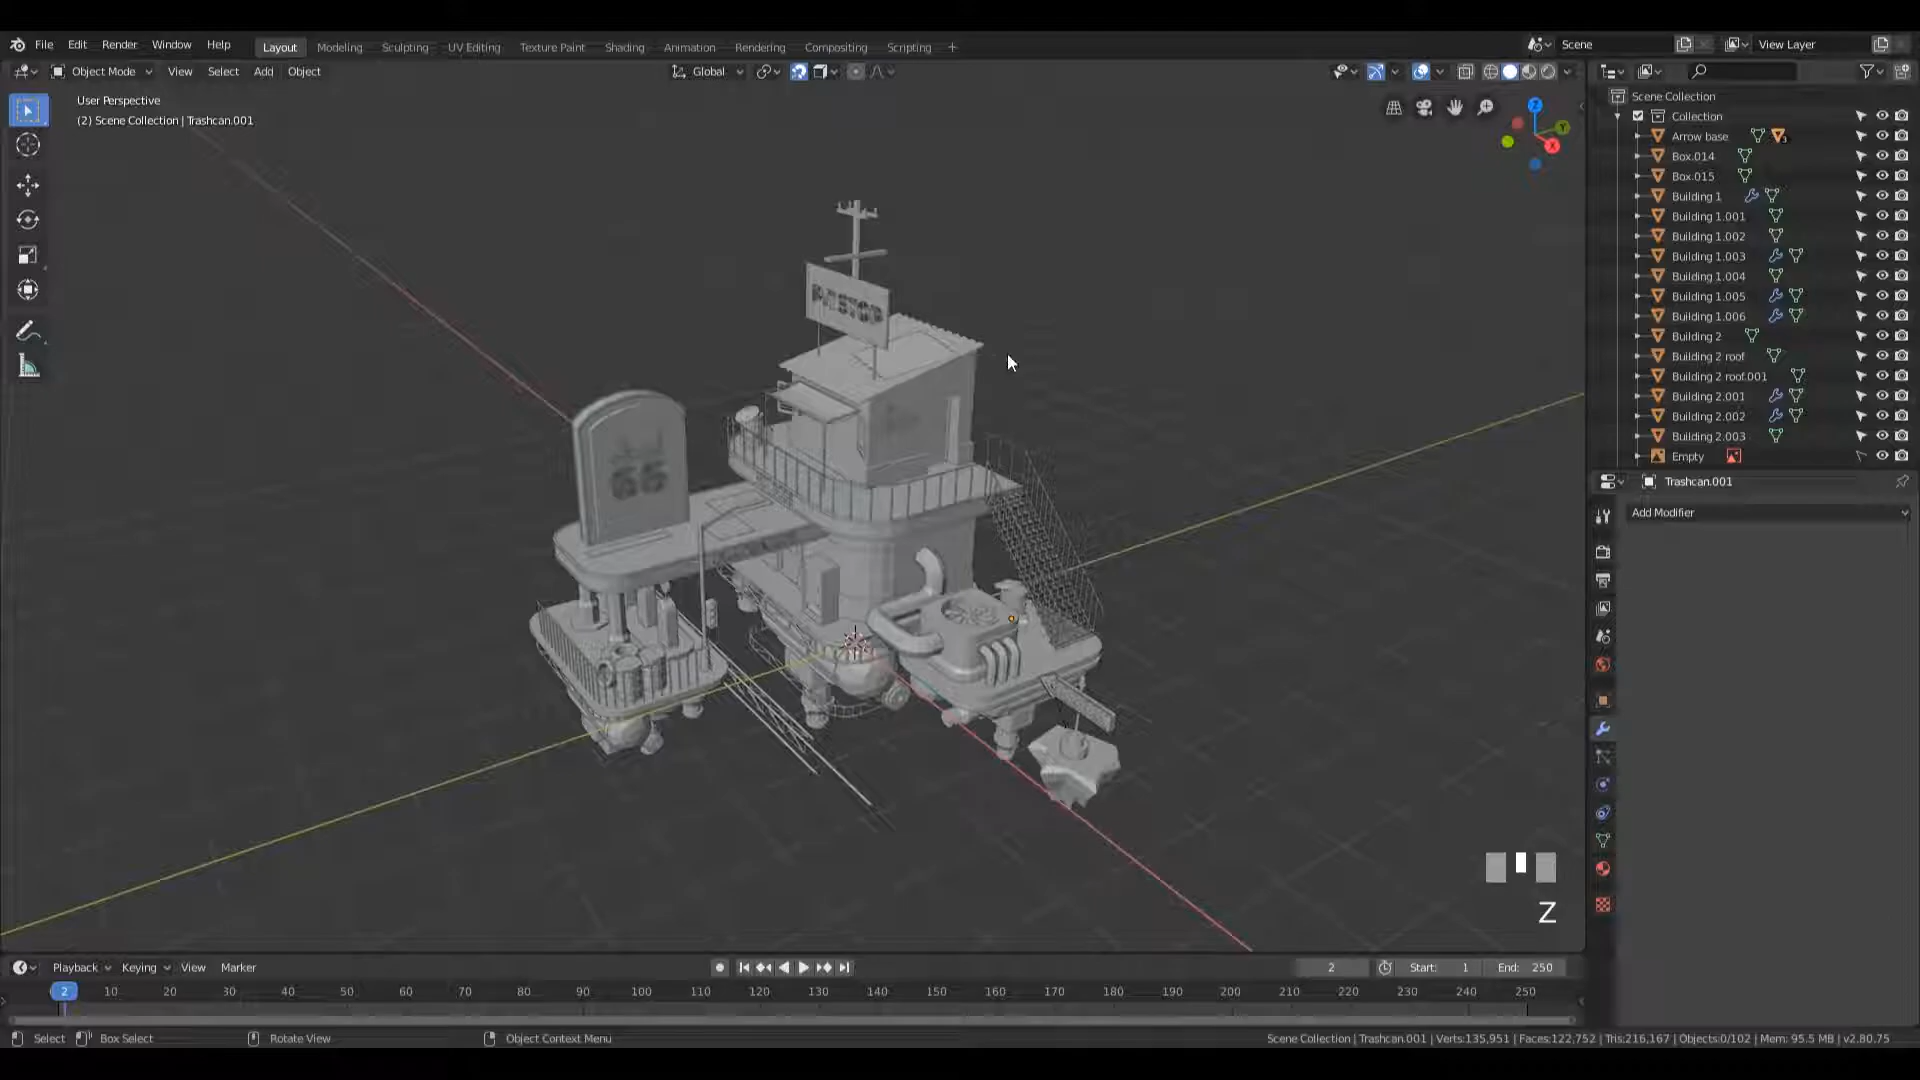 File Edit Render Window Help
Layout Modeling Sculpting UV Editing Texture Paint Shading Animation Rendering Compositing Scripting +
Scene
View Layer
Object Mode View Select Add Object
Global
User Perspective
(2) Scene Collection | Trashcan.001
Z
Y
X
66
Scene Collection
Collection
Arrow base
3
Box.014
Box.015
Building 1
Building 1.001
Building 1.002
Building 1.003
Building 1.004
Building 1.005
Building 1.006
Building 2
Building 2 roof
Building 2 roof.001
Building 2.001
Building 2.002
Building 2.003
Empty
Trashcan.001
Add Modifier
Z
Playback Keying View Marker
2 Start: 1 End: 250
2 10 20 30 40 50 60 70 80 90 100 110 120 130 140 150 160 170 180 190 200 210 220 230 240 250
Select Box Select Rotate View Object Context Menu
Scene Collection | Trashcan.001 | Verts:135,951 | Faces:122,752 | Tris:216,167 | Objects:0/102 | Mem: 95.5 MB | v2.80.75